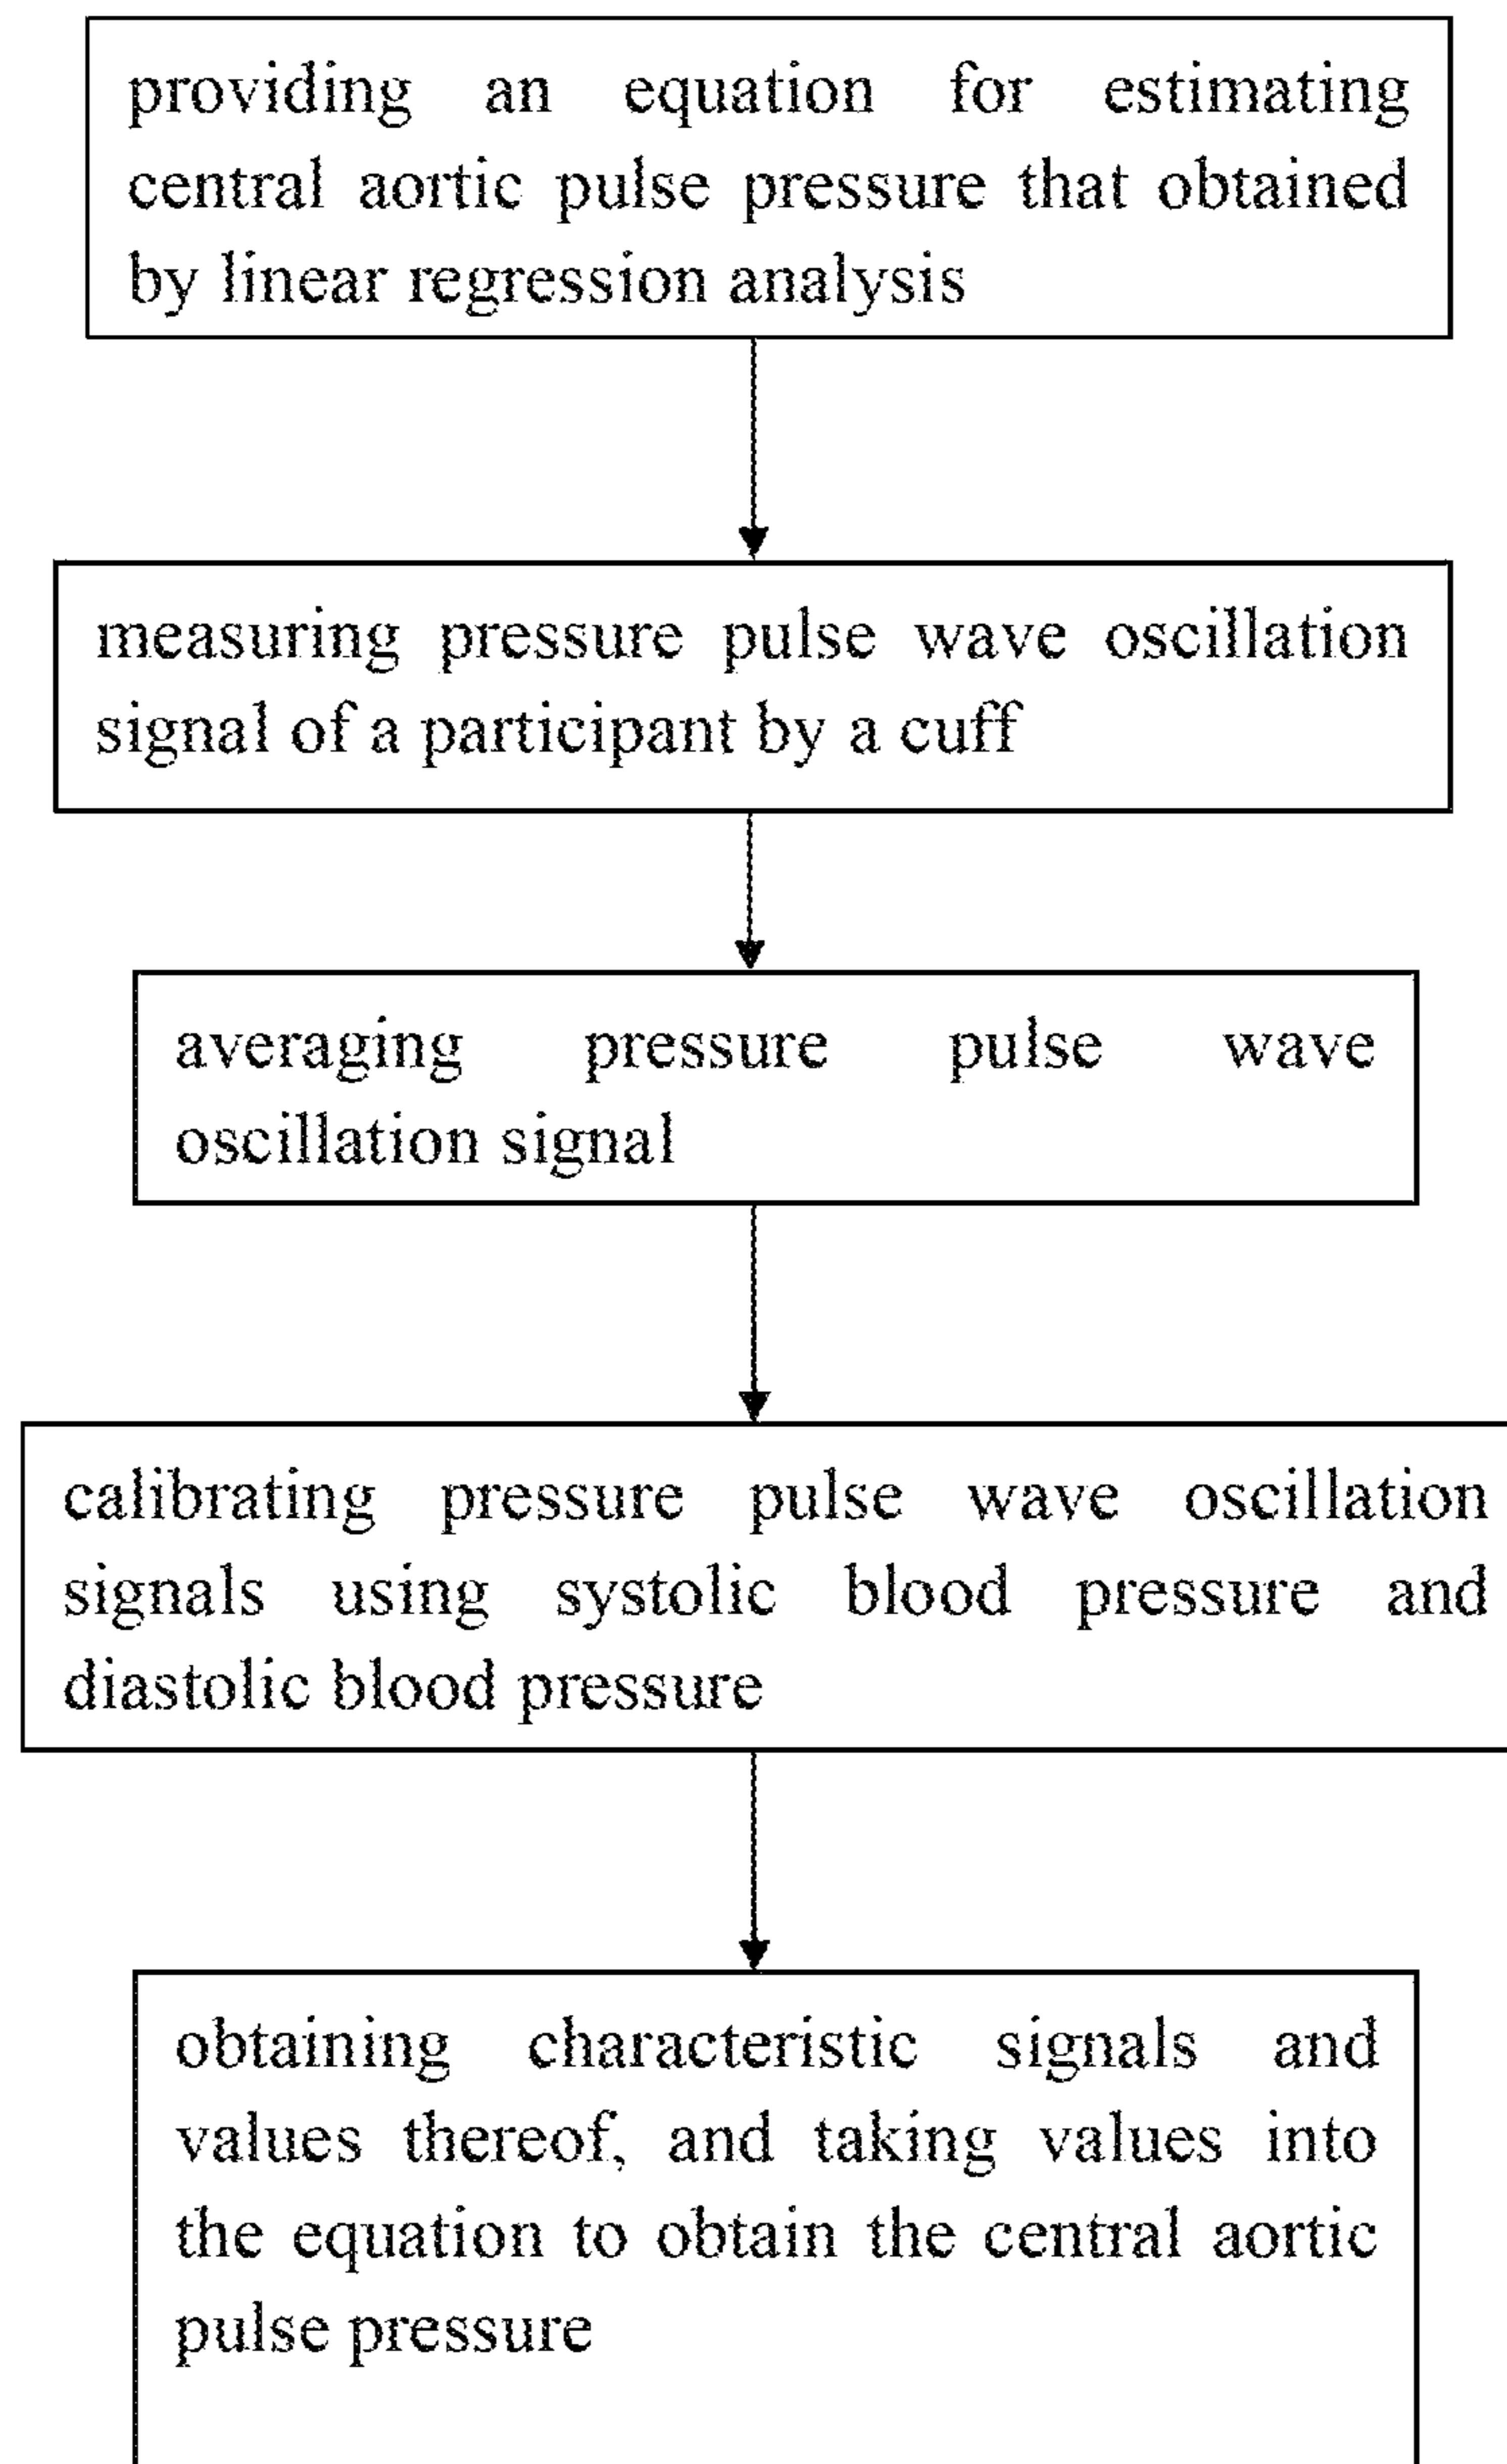 providing an equation for estimating
central aortic pulse pressure that obtained
by linear regression analysis
measuring pressure pulse wave oscillation
signal of a participant by a cuff
averaging pressure pulse wave
oscillation signal
calibrating pressure pulse wave oscillation
signals using systolic blood pressure and
diastolic blood pressure
obtaining characteristic signals and
values thereof, and taking values into
the equation to obtain the central aortic
pulse pressure